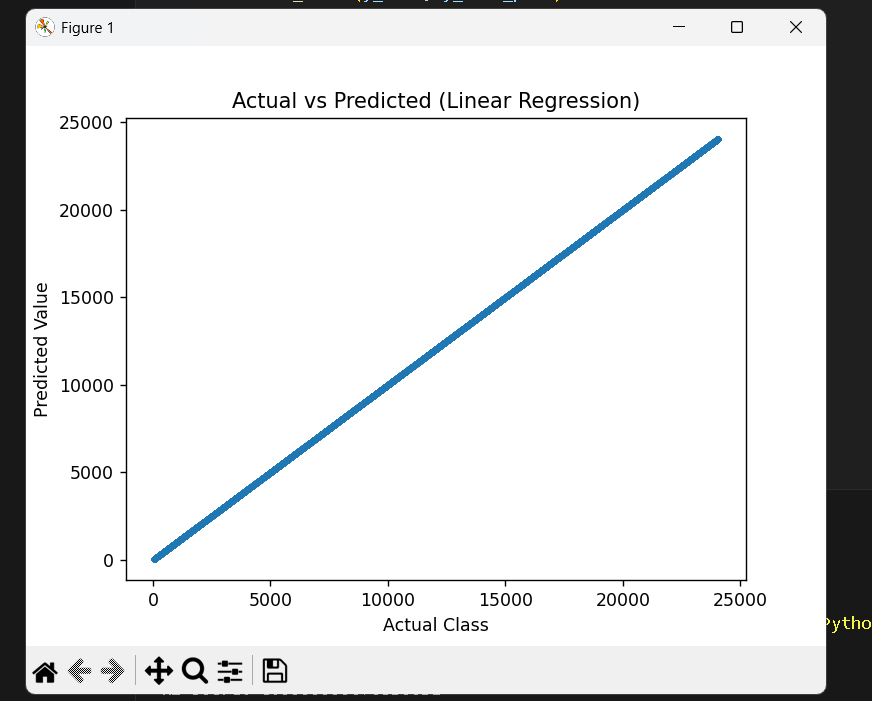 Figure 1
Actual vs Predicted (Linear Regression)
25000
20000
15000
10000
5000
0
Predicted Value
0 5000 10000 15000 20000 25000
Actual Class
Pytho